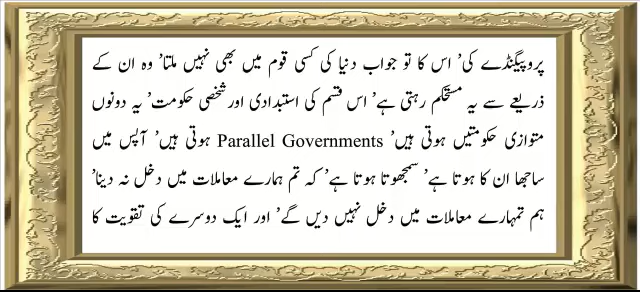 پروپیگنڈے کی‘ اس کا تو جواب دنیا کی کسی قوم میں بھی نہیں ملتا‘ وہ ان کے
ذریعے سے یہ مستحکم رہتی ہے‘ اس قسم کی استبدادی اور شخصی حکومت‘ یہ دونوں
متوازی حکومتیں ہوتی ہیں‘ Parallel Governments ہوتی ہیں‘ آپس میں
ساجھا ان کا ہوتا ہے‘ سمجھوتا ہوتا ہے‘ کہ تم ہمارے معاملات میں دخل نہ دینا‘
ہم تمہارے معاملات میں دخل نہیں دیں گے‘ اور ایک دوسرے کی تقویت کا